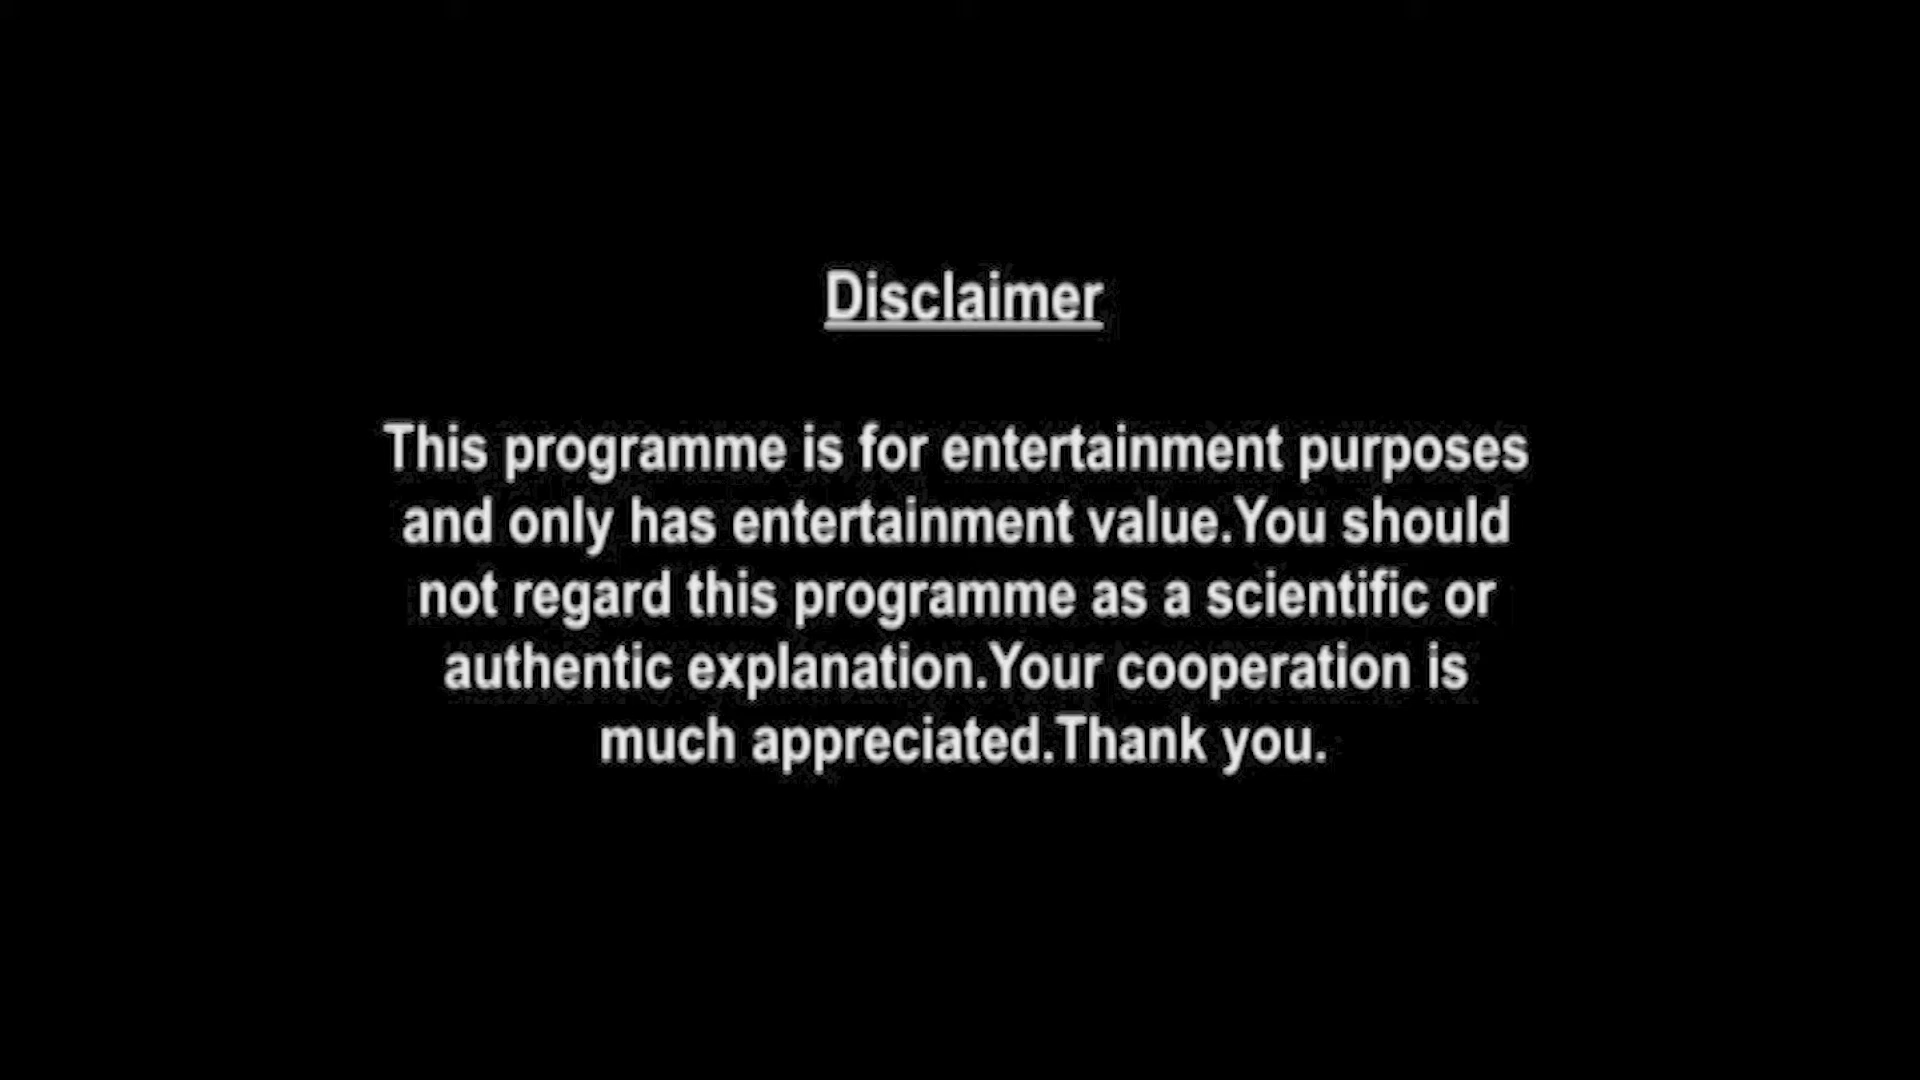 Disclaimer
This programme is for entertainment purposes
and only has entertainment value.You should
not regard this programme as a scientific or
authentic explanation.Your cooperation is
much appreciated.Thank you.